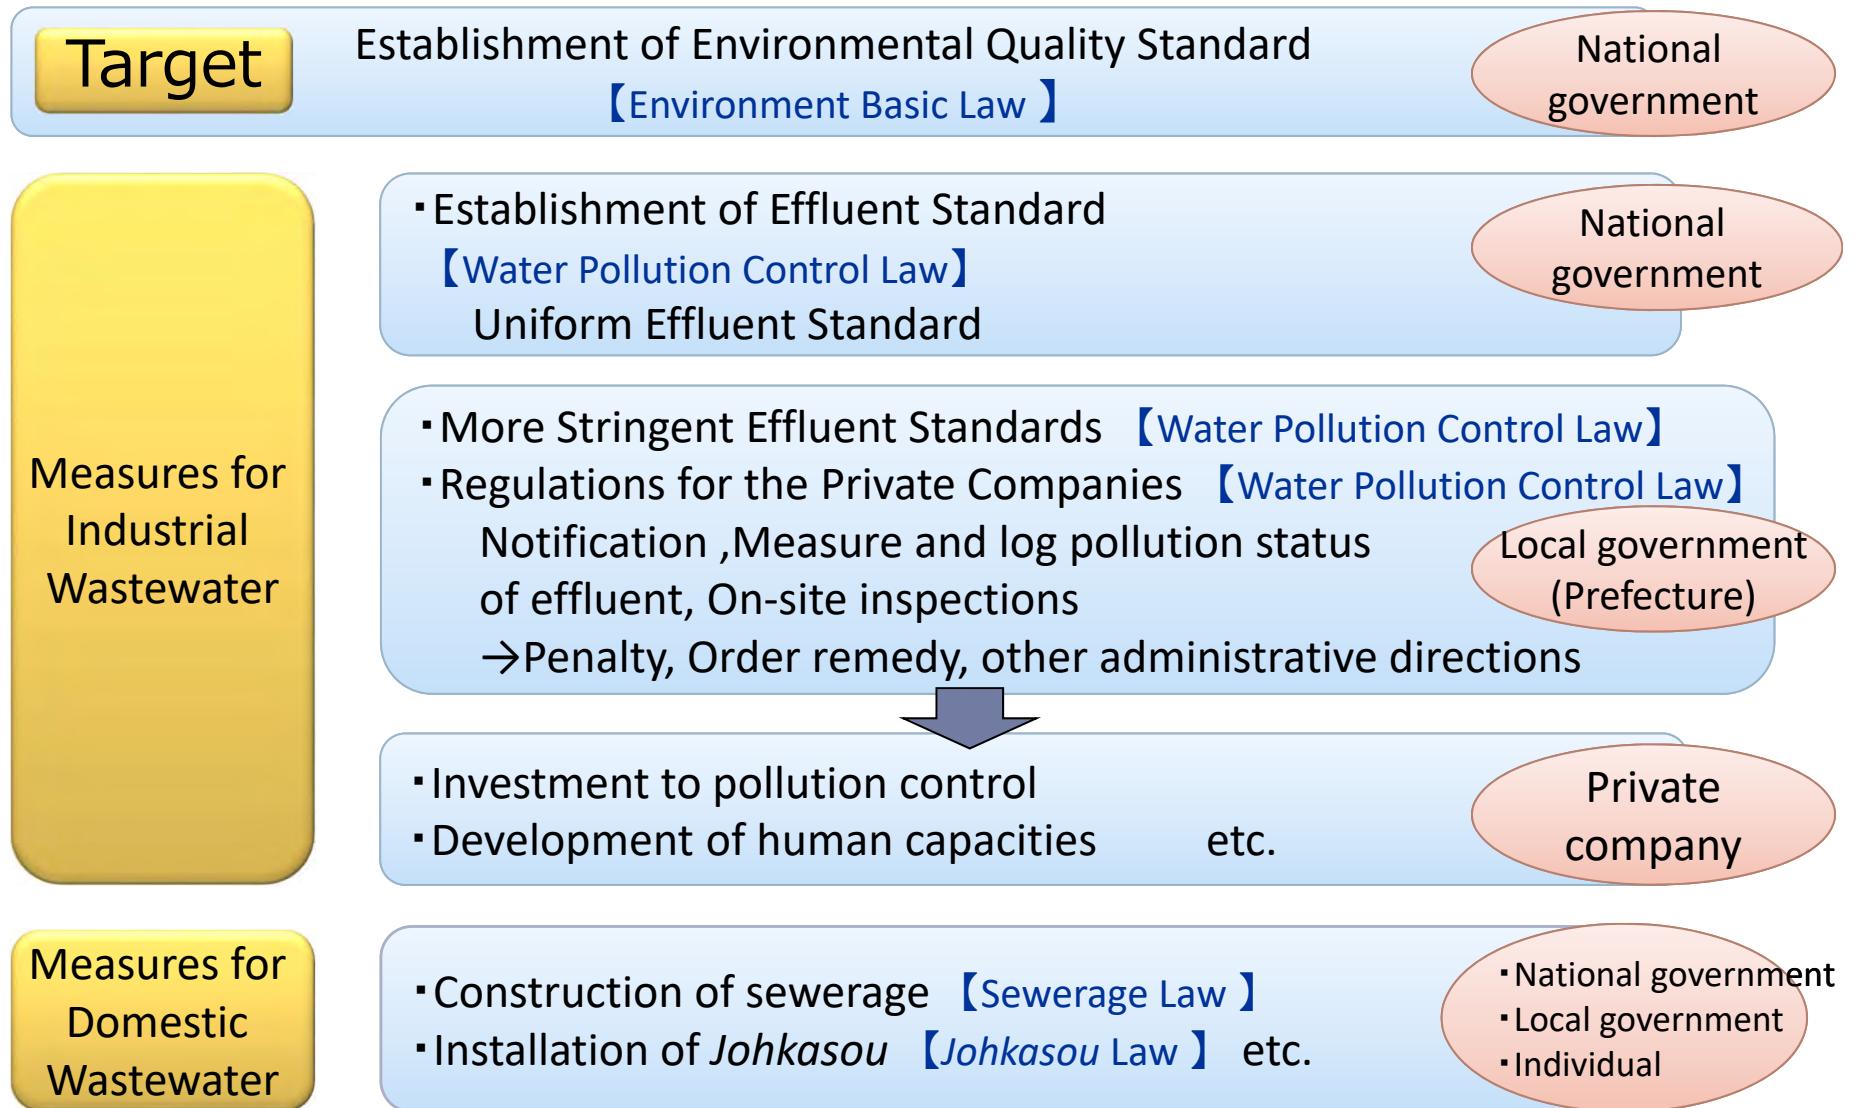 Target
Establishment of Environmental Quality Standard
【Environment Basic Law 】
National
government
Measures for
Industrial
Wastewater
・Establishment of Effluent Standard
【Water Pollution Control Law】
Uniform Effluent Standard
National
government
・More Stringent Effluent Standards 【Water Pollution Control Law】
・Regulations for the Private Companies 【Water Pollution Control Law】
Notification ,Measure and log pollution status
of effluent, On-site inspections
→Penalty, Order remedy, other administrative directions
Local government
(Prefecture)
・Investment to pollution control
・Development of human capacities etc.
Private
company
Measures for
Domestic
Wastewater
・Construction of sewerage 【Sewerage Law 】
・Installation of Johkasou 【Johkasou Law 】 etc.
・National government
・Local government
・Individual